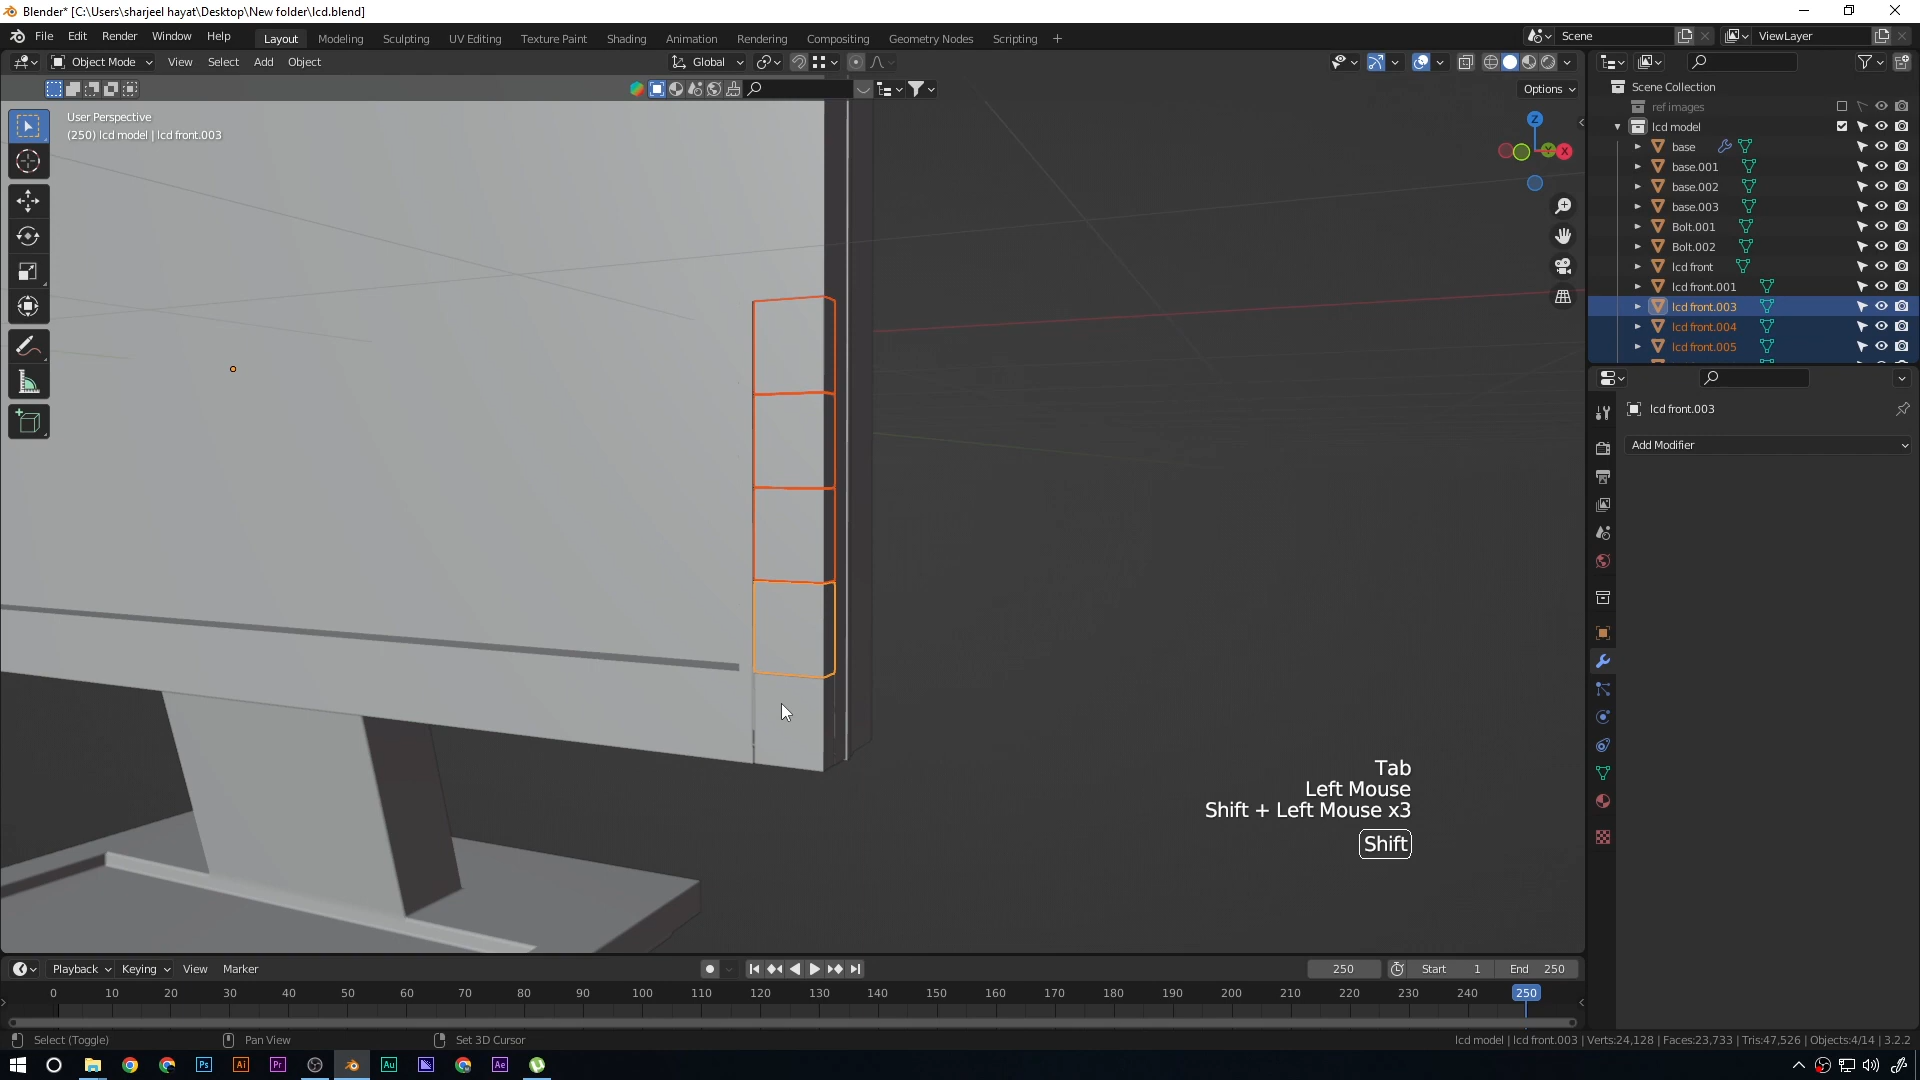 Blender* [C:\Users\sharjeel hayat\Desktop\New folder\lcd.blend]
File Edit Render Window Help Layout Modeling Sculpting UV Editing Texture Paint Shading Animation Rendering Compositing Geometry Nodes Scripting + Scene ViewLayer
Object Mode View Select Add Object Global
Options
User Perspective
(250) lcd model | lcd front.003
Z
X
Scene Collection
ref images
lcd model
base
base.001
base.002
base.003
Bolt.001
Bolt.002
lcd front
lcd front.001
lcd front.003
lcd front.004
lcd front.005
lcd front.003
Add Modifier
Tab
Left Mouse
Shift + Left Mouse x3
Shift
Playback Keying View Marker 250 Start 1 End 250
0 10 20 30 40 50 60 70 80 90 100 110 120 130 140 150 160 170 180 190 200 210 220 230 240 250
Select (Toggle) Pan View Set 3D Cursor lcd model | lcd front.003 | Verts:24,128 | Faces:23,733 | Tris:47,526 | Objects:4/14 | 3.2.2
Ps Ai Pr Au Ae